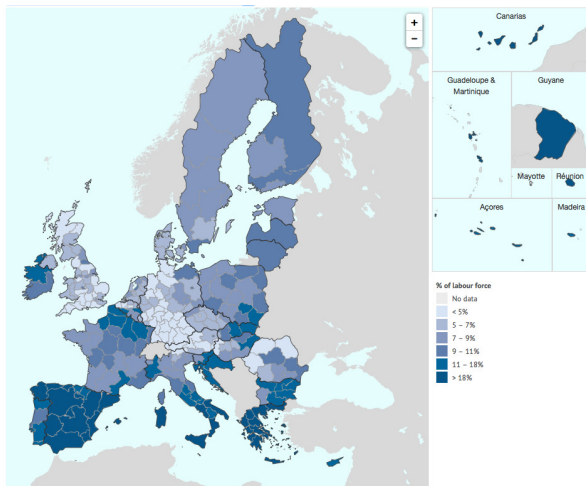 +
−
Canarias
Guadeloupe &
Martinique
Guyane
Mayotte
Réunion
Açores
Madeira
% of labour force
No data
< 5%
5 – 7%
7 – 9%
9 – 11%
11 – 18%
> 18%